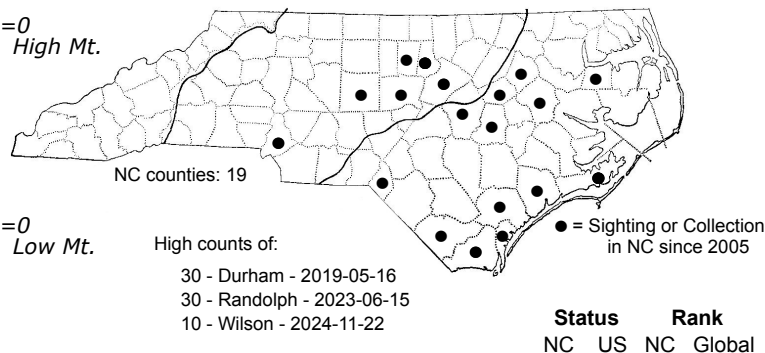 =0
High Mt.
NC counties: 19
=0
Low Mt.
● = Sighting or Collection
in NC since 2005
High counts of:
30 - Durham - 2019-05-16
30 - Randolph - 2023-06-15
10 - Wilson - 2024-11-22
Status Rank
NC US NC Global